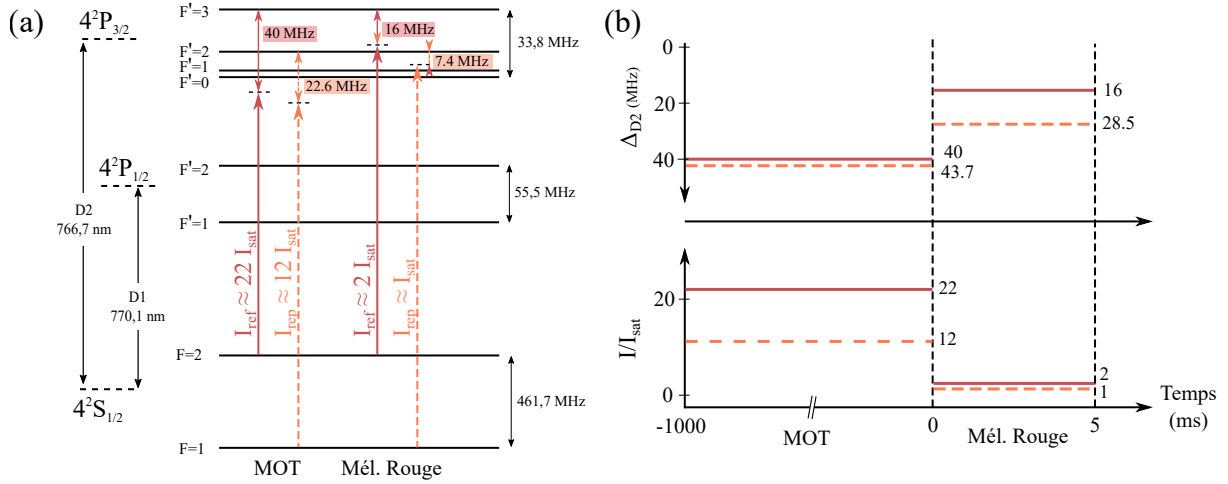 (a)
F'=3
4²P3/2
40 MHz
16 MHz
33,8 MHz
F'=2
F'=1
7.4 MHz
F'=0
22.6 MHz
4²P1/2
F'=2
55,5 MHz
F'=1
D2
766,7 nm
D1
770,1 nm
Iref ≈ 22 Isat
Irep ≈ 12 Isat
Iref ≈ 2 Isat
Irep ≈ Isat
F=2
4²S1/2
461,7 MHz
F=1
MOT
Mél. Rouge
(b)
ΔD2 (MHz)
0
20
40
16
28.5
40
43.7
I/Isat
20
0
22
12
2
1
Temps
(ms)
-1000
0
5
MOT
Mél. Rouge